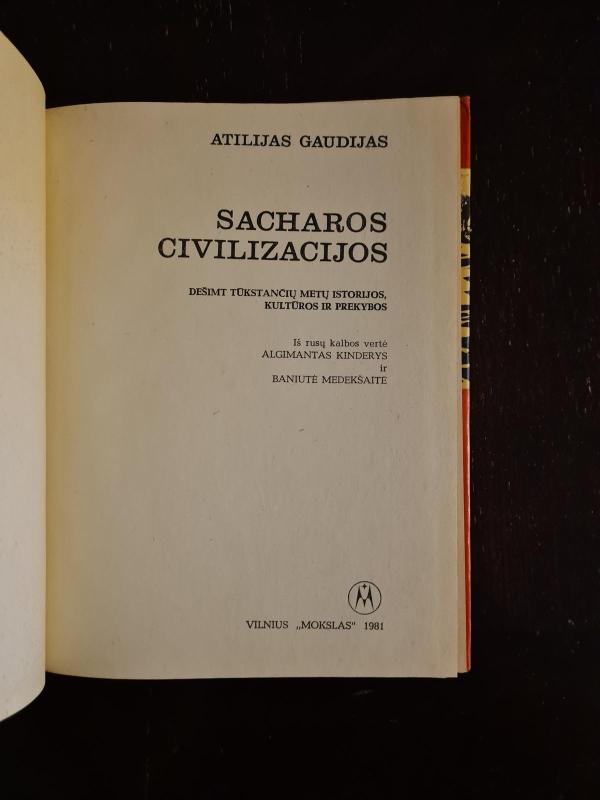 ATILIJAS GAUDIJAS
SACHAROS
CIVILIZACIJOS
DEŠIMT TŪKSTANČIŲ METŲ ISTORIJOS,
KULTŪROS IR PREKYBOS
Iš rusų kalbos vertė
ALGIMANTAS KINDERYS
ir
BANIUTĖ MEDEKŠAITĖ
M
VILNIUS „MOKSLAS" 1981